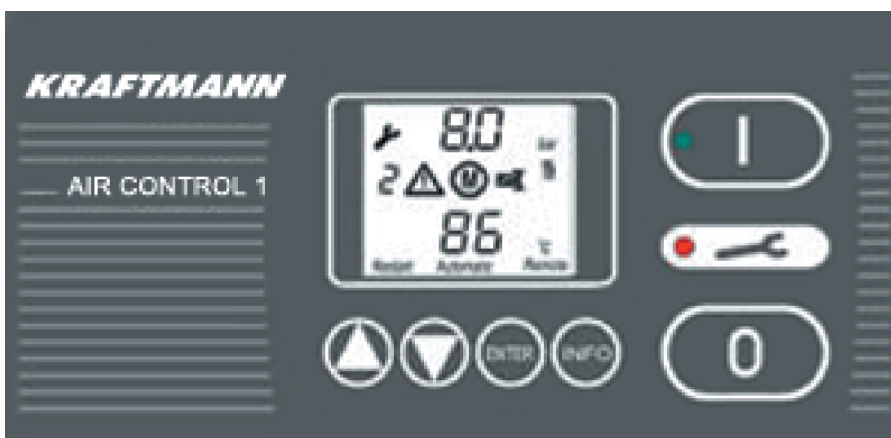 KRAFTMANN
AIR CONTROL 1
8.0
bar
2
86
°C
Restart Automatic Remote
ENTER INFO
I
0